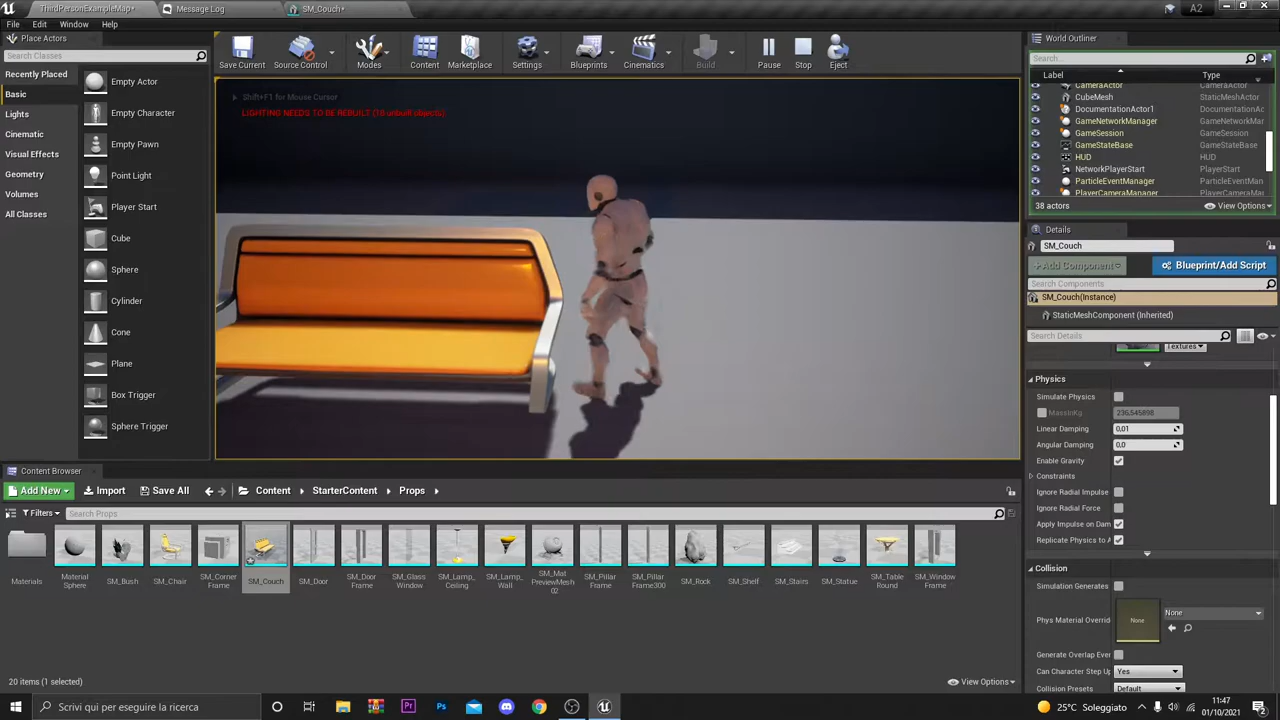 ThirdPersonExampleMap*
Message Log
SM_Couch*
A2
File Edit Window Help
Place Actors
Search Classes
Recently Placed
Basic
Lights
Cinematic
Visual Effects
Geometry
Volumes
All Classes
Empty Actor
Empty Character
Empty Pawn
Point Light
Player Start
Cube
Sphere
Cylinder
Cone
Plane
Box Trigger
Sphere Trigger
Save Current
Source Control
Modes
Content
Marketplace
Settings
Blueprints
Cinematics
Build
Pause
Stop
Eject
Shift+F1 for Mouse Cursor
LIGHTING NEEDS TO BE REBUILT (18 unbuilt objects)
World Outliner
Search...
Label Type
CameraActor CameraActor
CubeMesh StaticMeshActor
DocumentationActor1 DocumentationAc
GameNetworkManager GameNetworkMar
GameSession GameSession
GameStateBase GameStateBase
HUD HUD
NetworkPlayerStart PlayerStart
ParticleEventManager ParticleEventMan
PlayerCameraManager PlayerCameraMa
38 actors
View Options
Details
SM_Couch
+Add Component
Blueprint/Add Script
Search Components
SM_Couch(Instance)
StaticMeshComponent (Inherited)
Search Details
Textures
Physics
Simulate Physics
MassInKg 236,546898
Linear Damping 0,01
Angular Damping 0,0
Enable Gravity
Constraints
Ignore Radial Impulse
Ignore Radial Force
Apply Impulse on Dam
Replicate Physics to A
Collision
Simulation Generates
Phys Material Overrid
None
None
Generate Overlap Ever
Can Character Step Up Yes
Collision Presets Default
Content Browser
Add New
Import
Save All
Content
StarterContent
Props
Filters
Search Props
Materials
Material Sphere
SM_Bush
SM_Chair
SM_Corner Frame
SM_Couch
SM_Door
SM_Door Frame
SM_Glass Window
SM_Lamp_ Ceiling
SM_Lamp_ Wall
SM_Mat PreviewMesh 02
SM_Pillar Frame
SM_Pillar Frame300
SM_Rock
SM_Shelf
SM_Stairs
SM_Statue
SM_Table Round
SM_Window Frame
20 items (1 selected)
View Options
Scrivi qui per eseguire la ricerca
25°C Soleggiato
11:47
01/10/2021